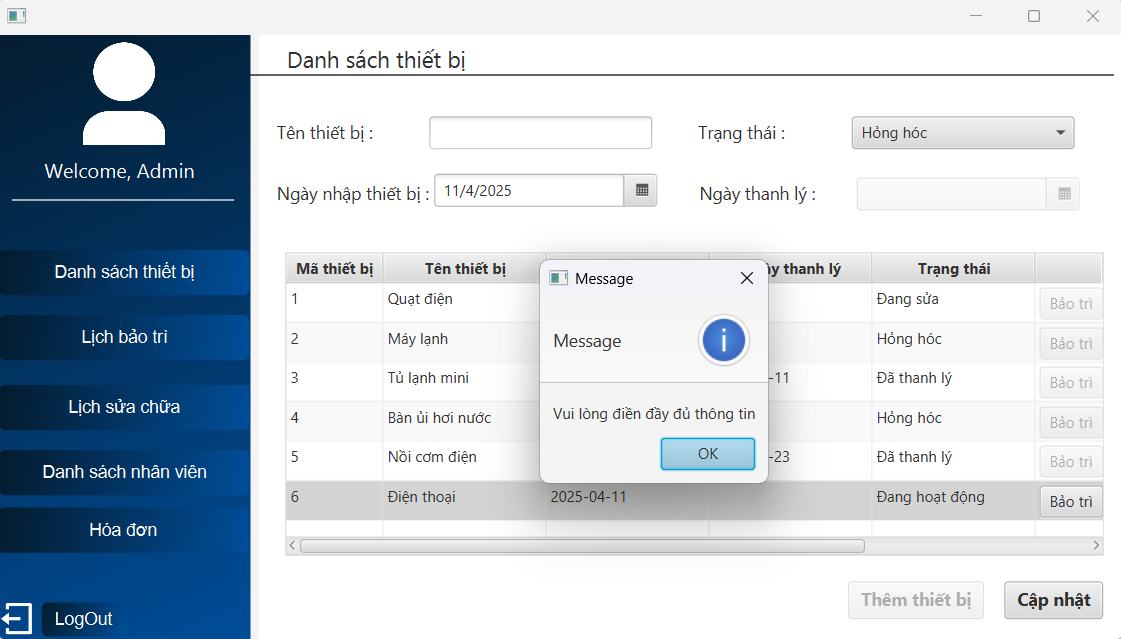 Danh sách thiết bị
Welcome, Admin
Danh sách thiết bị
Lịch bảo trì
Lịch sửa chữa
Danh sách nhân viên
Hóa đơn
LogOut
Tên thiết bị :
Trạng thái :
Hỏng hóc
Ngày nhập thiết bị :
11/4/2025
Ngày thanh lý :
Mã thiết bị
Tên thiết bị
thanh lý
Trạng thái
1
Quạt điện
Đang sửa
Bảo trì
2
Máy lạnh
Hỏng hóc
Bảo trì
3
Tủ lạnh mini
-11
Đã thanh lý
Bảo trì
4
Bàn ủi hơi nước
Hỏng hóc
Bảo trì
5
Nồi cơm điện
-23
Đã thanh lý
Bảo trì
6
Điện thoại
2025-04-11
Đang hoạt động
Bảo trì
Message
Message
i
Vui lòng điền đầy đủ thông tin
OK
Thêm thiết bị
Cập nhật